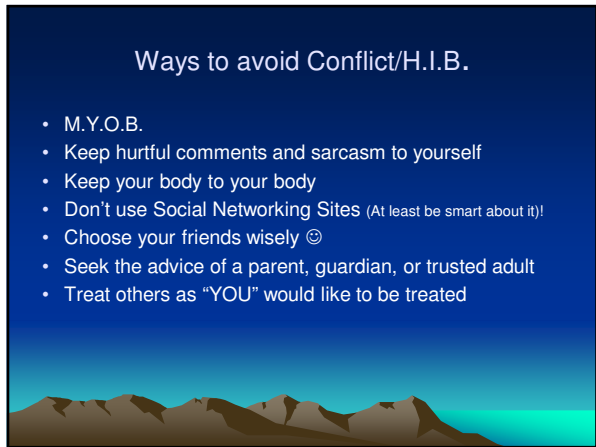 Ways to avoid Conflict/H.I.B.
• M.Y.O.B.
• Keep hurtful comments and sarcasm to yourself
• Keep your body to your body
• Don't use Social Networking Sites (At least be smart about it)!
• Choose your friends wisely ☺
• Seek the advice of a parent, guardian, or trusted adult
• Treat others as “YOU” would like to be treated